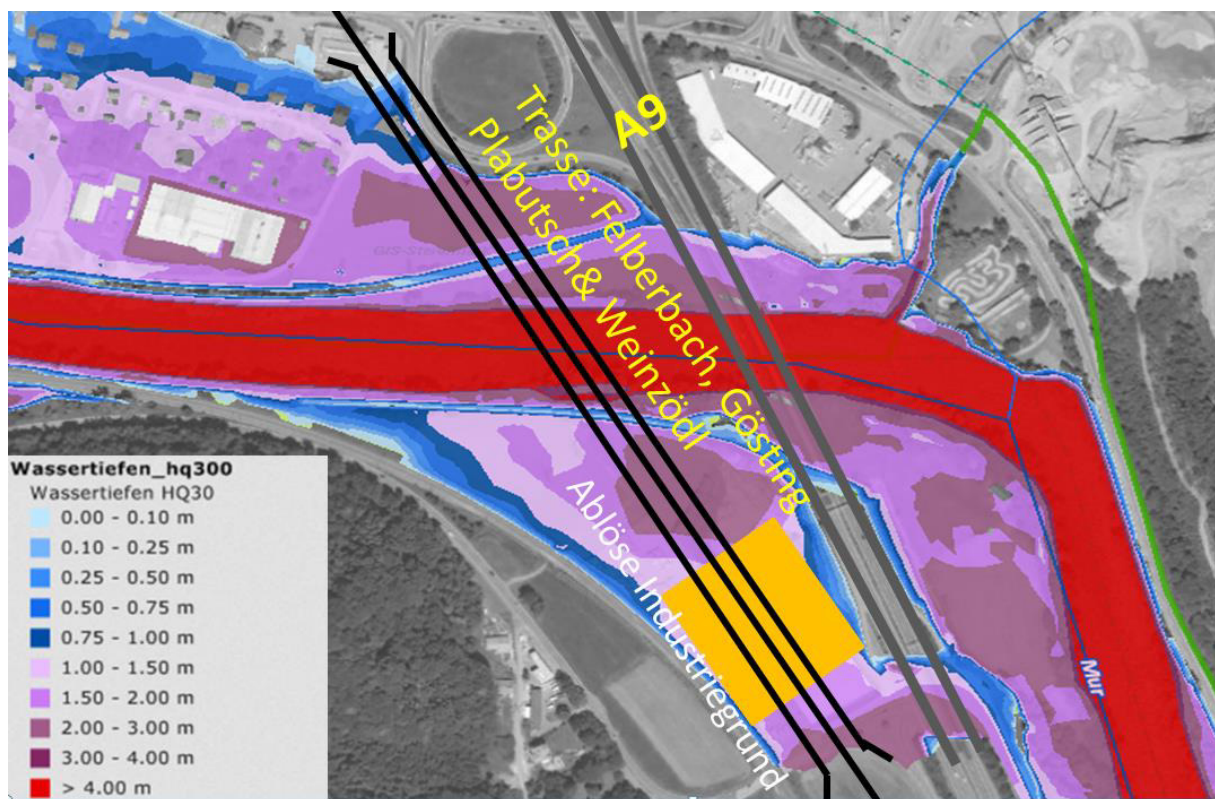 A9
Trasse: Felberbach, Gösting
Plabutsch& Weinzödl
Ablöse Industriegrund
Mur
Wassertiefen_hq300
Wassertiefen HQ30
0.00 - 0.10 m
0.10 - 0.25 m
0.25 - 0.50 m
0.50 - 0.75 m
0.75 - 1.00 m
1.00 - 1.50 m
1.50 - 2.00 m
2.00 - 3.00 m
3.00 - 4.00 m
> 4.00 m